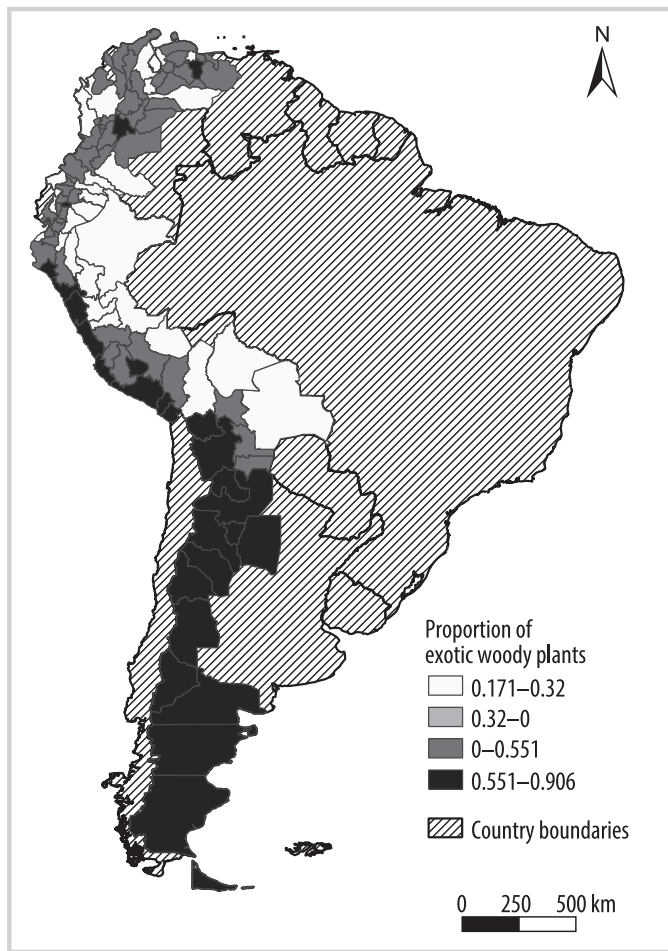 N
Proportion of
exotic woody plants
0.171–0.32
0.32–0
0–0.551
0.551–0.906
Country boundaries
0 250 500 km